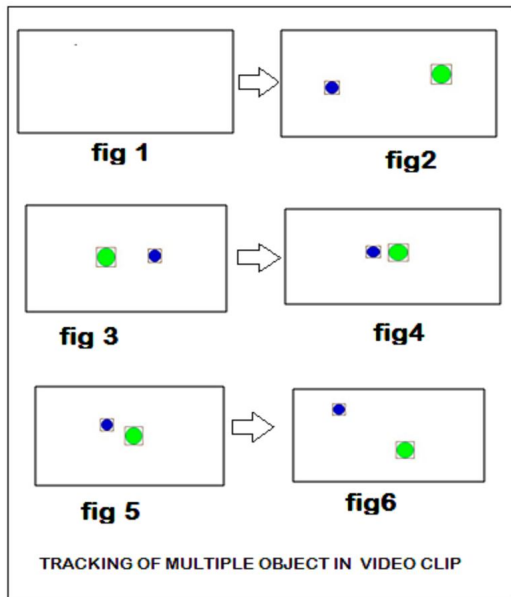 fig 1
fig2
fig 3
fig4
fig 5
fig6
TRACKING OF MULTIPLE OBJECT IN VIDEO CLIP